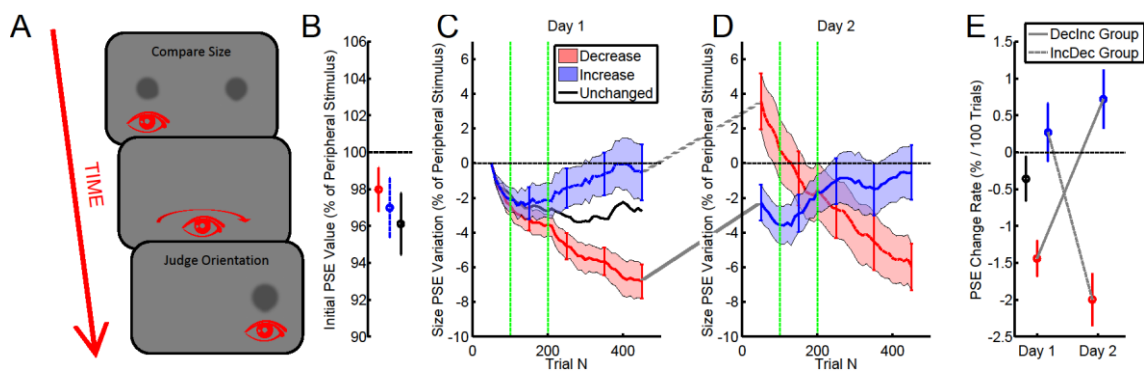 A
Compare Size
TIME
Judge Orientation
B
Initial PSE Value (% of Peripheral Stimulus)
106
104
102
100
98
96
94
92
90
C
Day 1
Size PSE Variation (% of Peripheral Stimulus)
6
4
2
0
-2
-4
-6
-8
-10
0
200
400
Trial N
Decrease
Increase
Unchanged
D
Day 2
Size PSE Variation (% of Peripheral Stimulus)
6
4
2
0
-2
-4
-6
-8
-10
0
200
400
Trial N
E
PSE Change Rate (% / 100 Trials)
1.5
1
0.5
0
-0.5
-1
-1.5
-2
-2.5
DecInc Group
IncDec Group
Day 1
Day 2